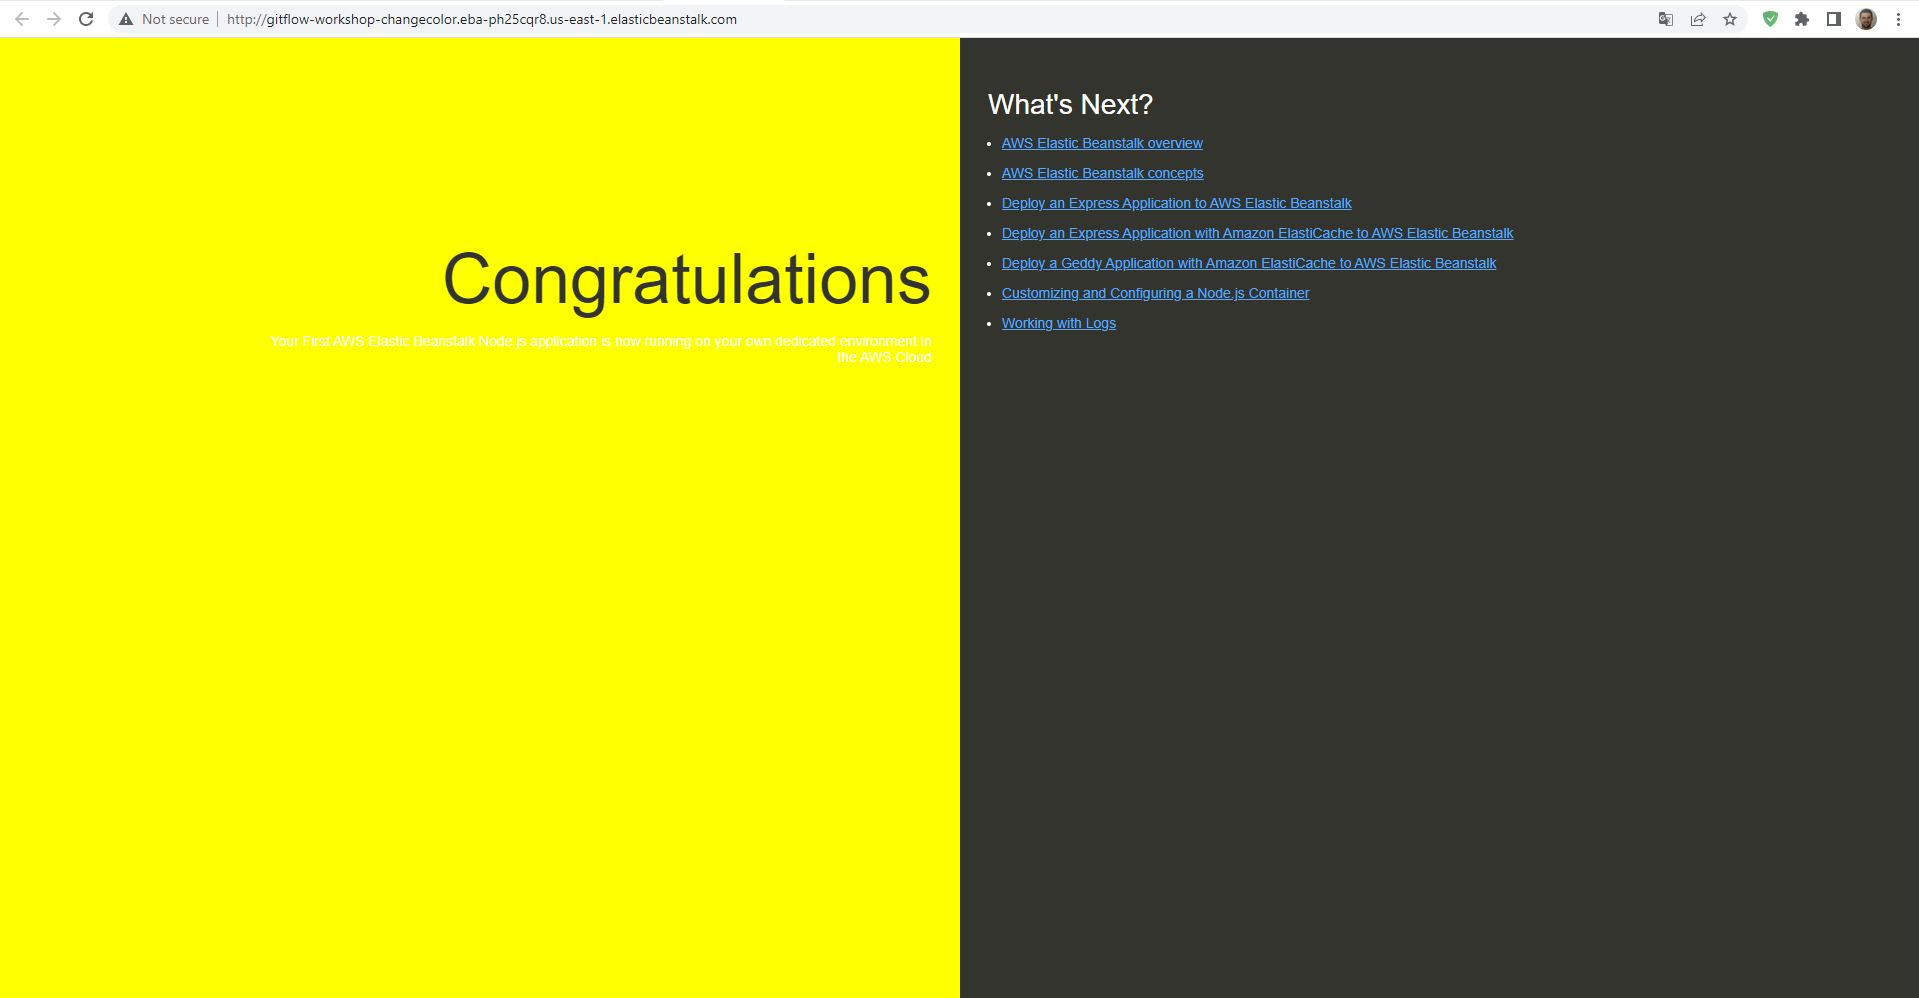 Not secure
http://gitflow-workshop-changecolor.eba-ph25cqr8.us-east-1.elasticbeanstalk.com
Congratulations
Your First AWS Elastic Beanstalk Node.js application is now running on your own dedicated environment in
the AWS Cloud
What's Next?
AWS Elastic Beanstalk overview
AWS Elastic Beanstalk concepts
Deploy an Express Application to AWS Elastic Beanstalk
Deploy an Express Application with Amazon ElastiCache to AWS Elastic Beanstalk
Deploy a Geddy Application with Amazon ElastiCache to AWS Elastic Beanstalk
Customizing and Configuring a Node.js Container
Working with Logs